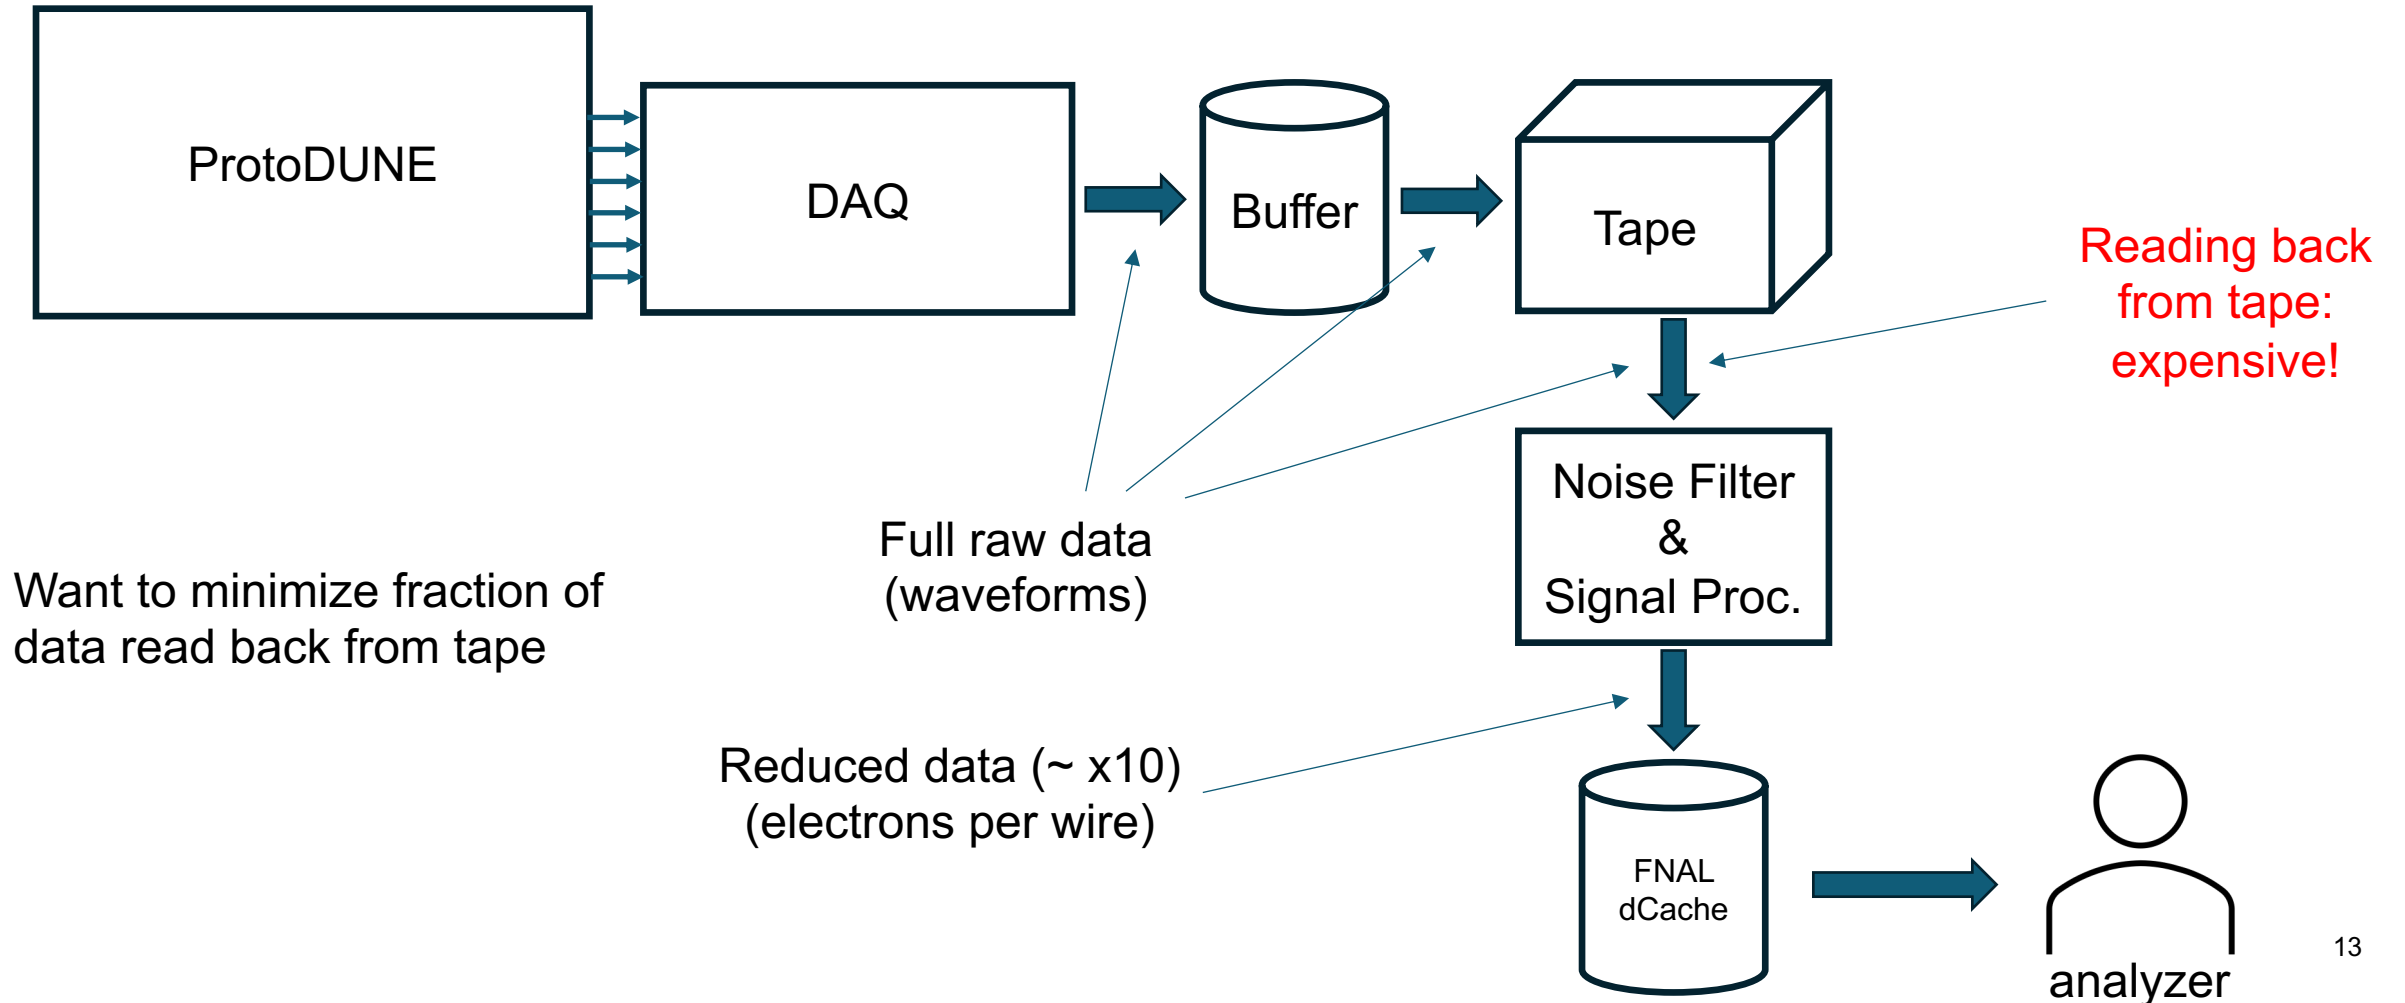 ProtoDUNE
DAQ
Buffer
Tape
Reading back
from tape:
expensive!
Noise Filter
&
Signal Proc.
Full raw data
(waveforms)
Want to minimize fraction of
data read back from tape
Reduced data (~ x10)
(electrons per wire)
FNAL
dCache
analyzer
13